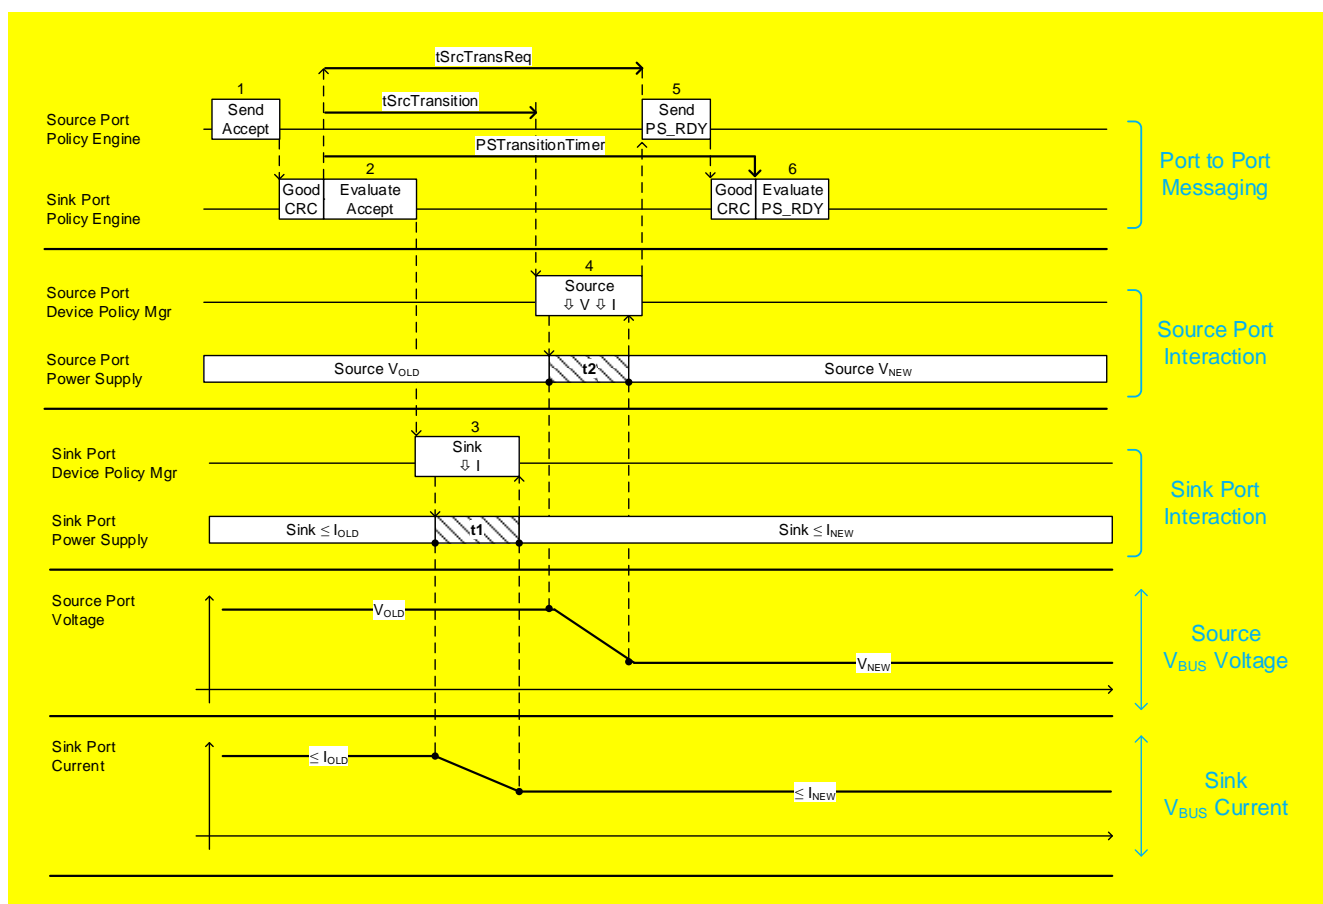 tSrcTransReq
1
Send
Accept
tSrcTransition
5
Send
PS_RDY
Source Port
Policy Engine
PSTransitionTimer
Port to Port
Messaging
2
Good
CRC
Evaluate
Accept
6
Good
CRC
Evaluate
PS_RDY
Sink Port
Policy Engine
4
Source
⇩ V ⇩ I
Source Port
Device Policy Mgr
Source Port
Interaction
Source Port
Power Supply
Source VOLD
t2
Source VNEW
3
Sink
⇩ I
Sink Port
Device Policy Mgr
Sink Port
Interaction
Sink Port
Power Supply
Sink ≤ IOLD
t1
Sink ≤ INEW
Source Port
Voltage
VOLD
VNEW
Source
VBUS Voltage
Sink Port
Current
≤ IOLD
≤ INEW
Sink
VBUS Current